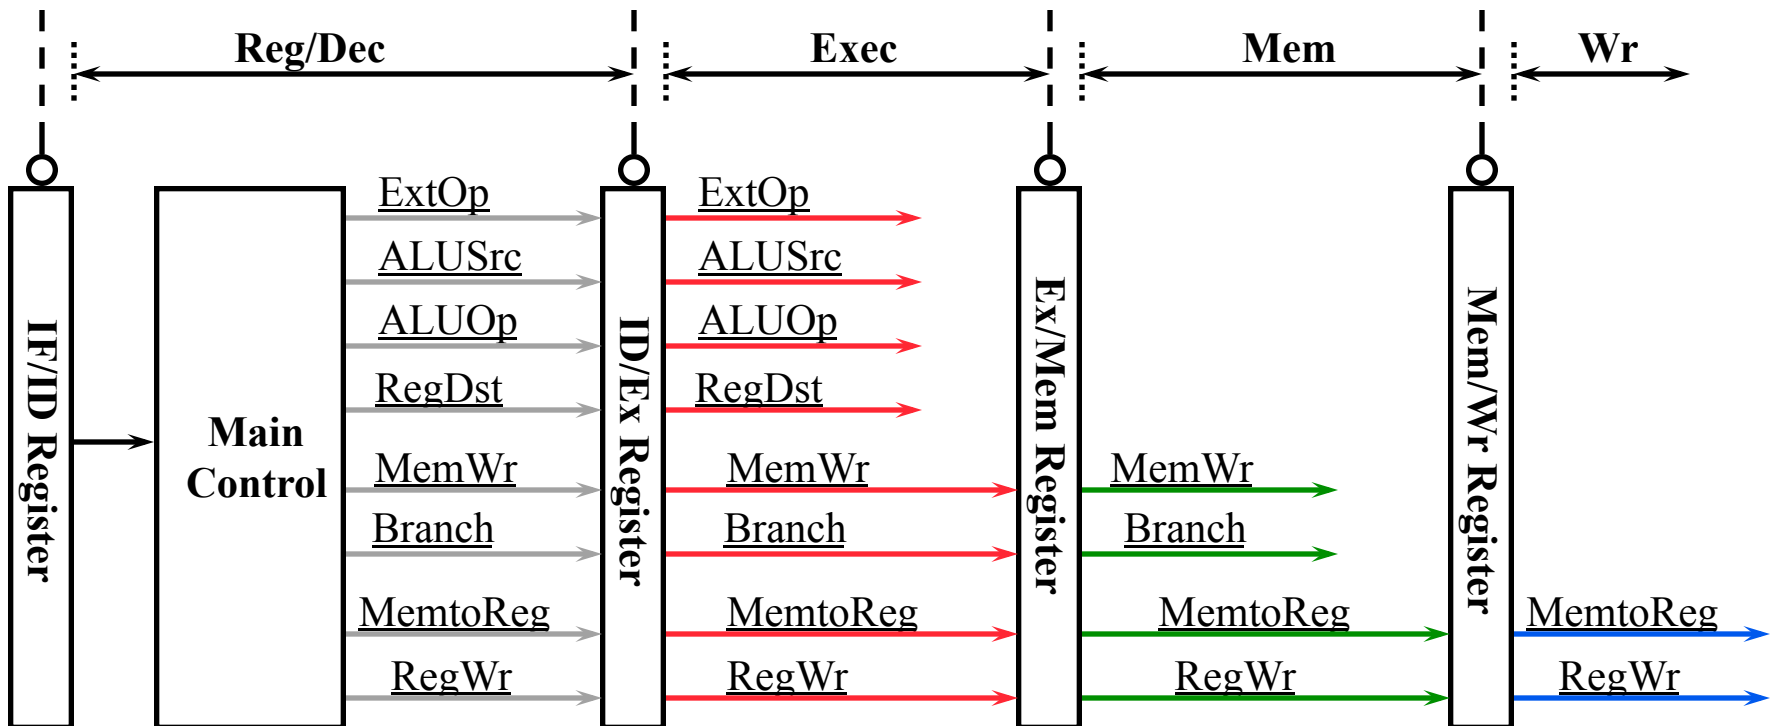 Reg/Dec
Exec
Mem
Wr
IF/ID Register
Main
Control
ExtOp
ALUSrc
ALUOp
RegDst
MemWr
Branch
MemtoReg
RegWr
ID/Ex Register
ExtOp
ALUSrc
ALUOp
RegDst
MemWr
Branch
MemtoReg
RegWr
Ex/Mem Register
MemWr
Branch
MemtoReg
RegWr
Mem/Wr Register
MemtoReg
RegWr